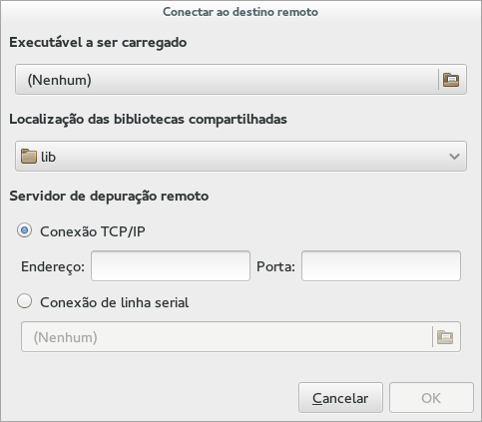 Conectar ao destino remoto
Executável a ser carregado
(Nenhum)
Localização das bibliotecas compartilhadas
lib
Servidor de depuração remoto
Conexão TCP/IP
Endereço: Porta:
Conexão de linha serial
(Nenhum)
Cancelar OK